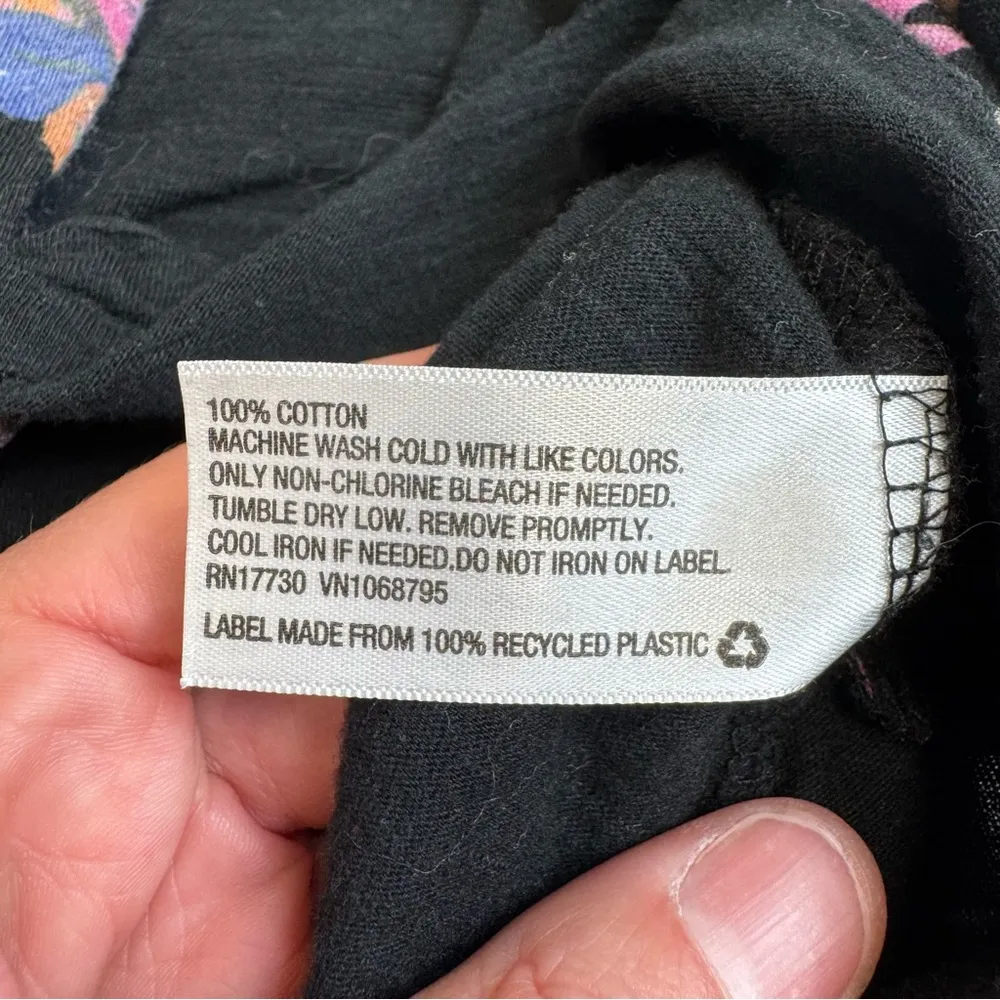 100% COTTON
MACHINE WASH COLD WITH LIKE COLORS.
ONLY NON-CHLORINE BLEACH IF NEEDED.
TUMBLE DRY LOW. REMOVE PROMPTLY.
COOL IRON IF NEEDED.DO NOT IRON ON LABEL.
RN17730 VN1068795
LABEL MADE FROM 100% RECYCLED PLASTIC